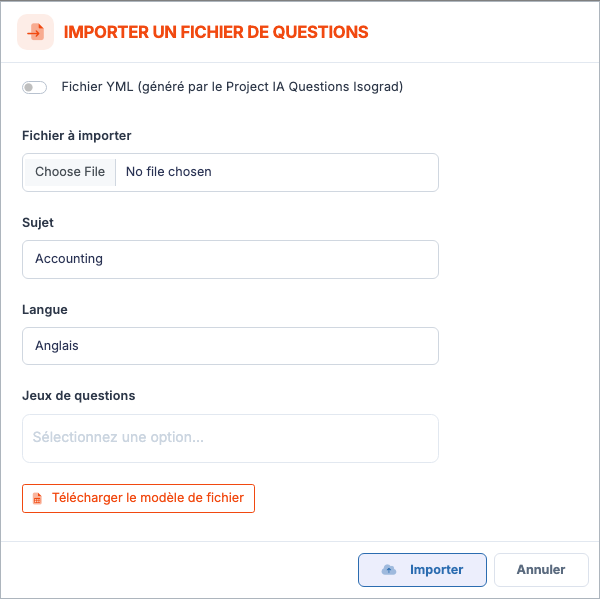 IMPORTER UN FICHIER DE QUESTIONS
Fichier YML (généré par le Project IA Questions Isograd)
Fichier à importer
Choose File No file chosen
Sujet
Accounting
Langue
Anglais
Jeux de questions
Sélectionnez une option...
Télécharger le modèle de fichier
Importer Annuler